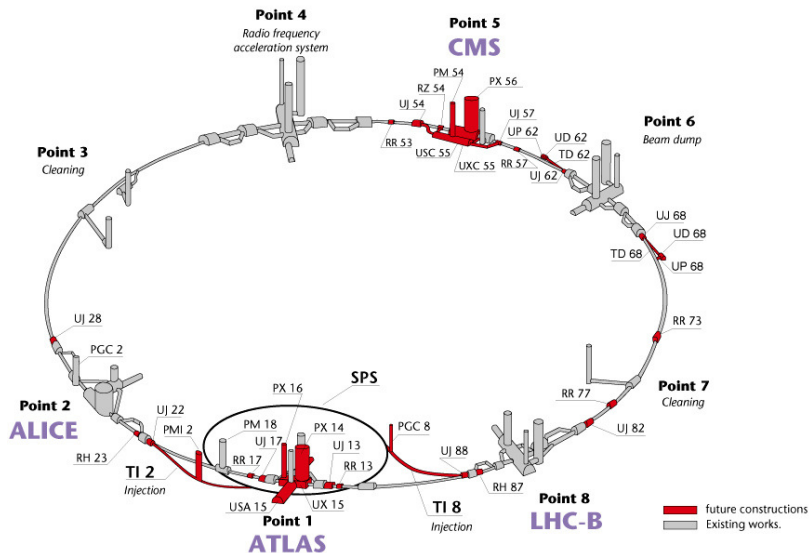 Point 4
Radio frequency
acceleration system
Point 5
CMS
PM 54
PX 56
RZ 54
UJ 54
UJ 57
UP 62
UD 62
TD 62
RR 53
USC 55
UXC 55
RR 57
UJ 62
Point 6
Beam dump
Point 3
Cleaning
UJ 68
UD 68
TD 68
UP 68
UJ 28
PGC 2
RR 73
Point 2
ALICE
UJ 22
PMI 2
RH 23
TI 2
Injection
SPS
PX 16
PM 18
PX 14
UJ 17
UJ 13
RR 17
RR 13
USA 15
UX 15
Point 1
ATLAS
PGC 8
UJ 88
RH 87
TI 8
Injection
Point 7
Cleaning
RR 77
UJ 82
Point 8
LHC-B
future constructions
Existing works.